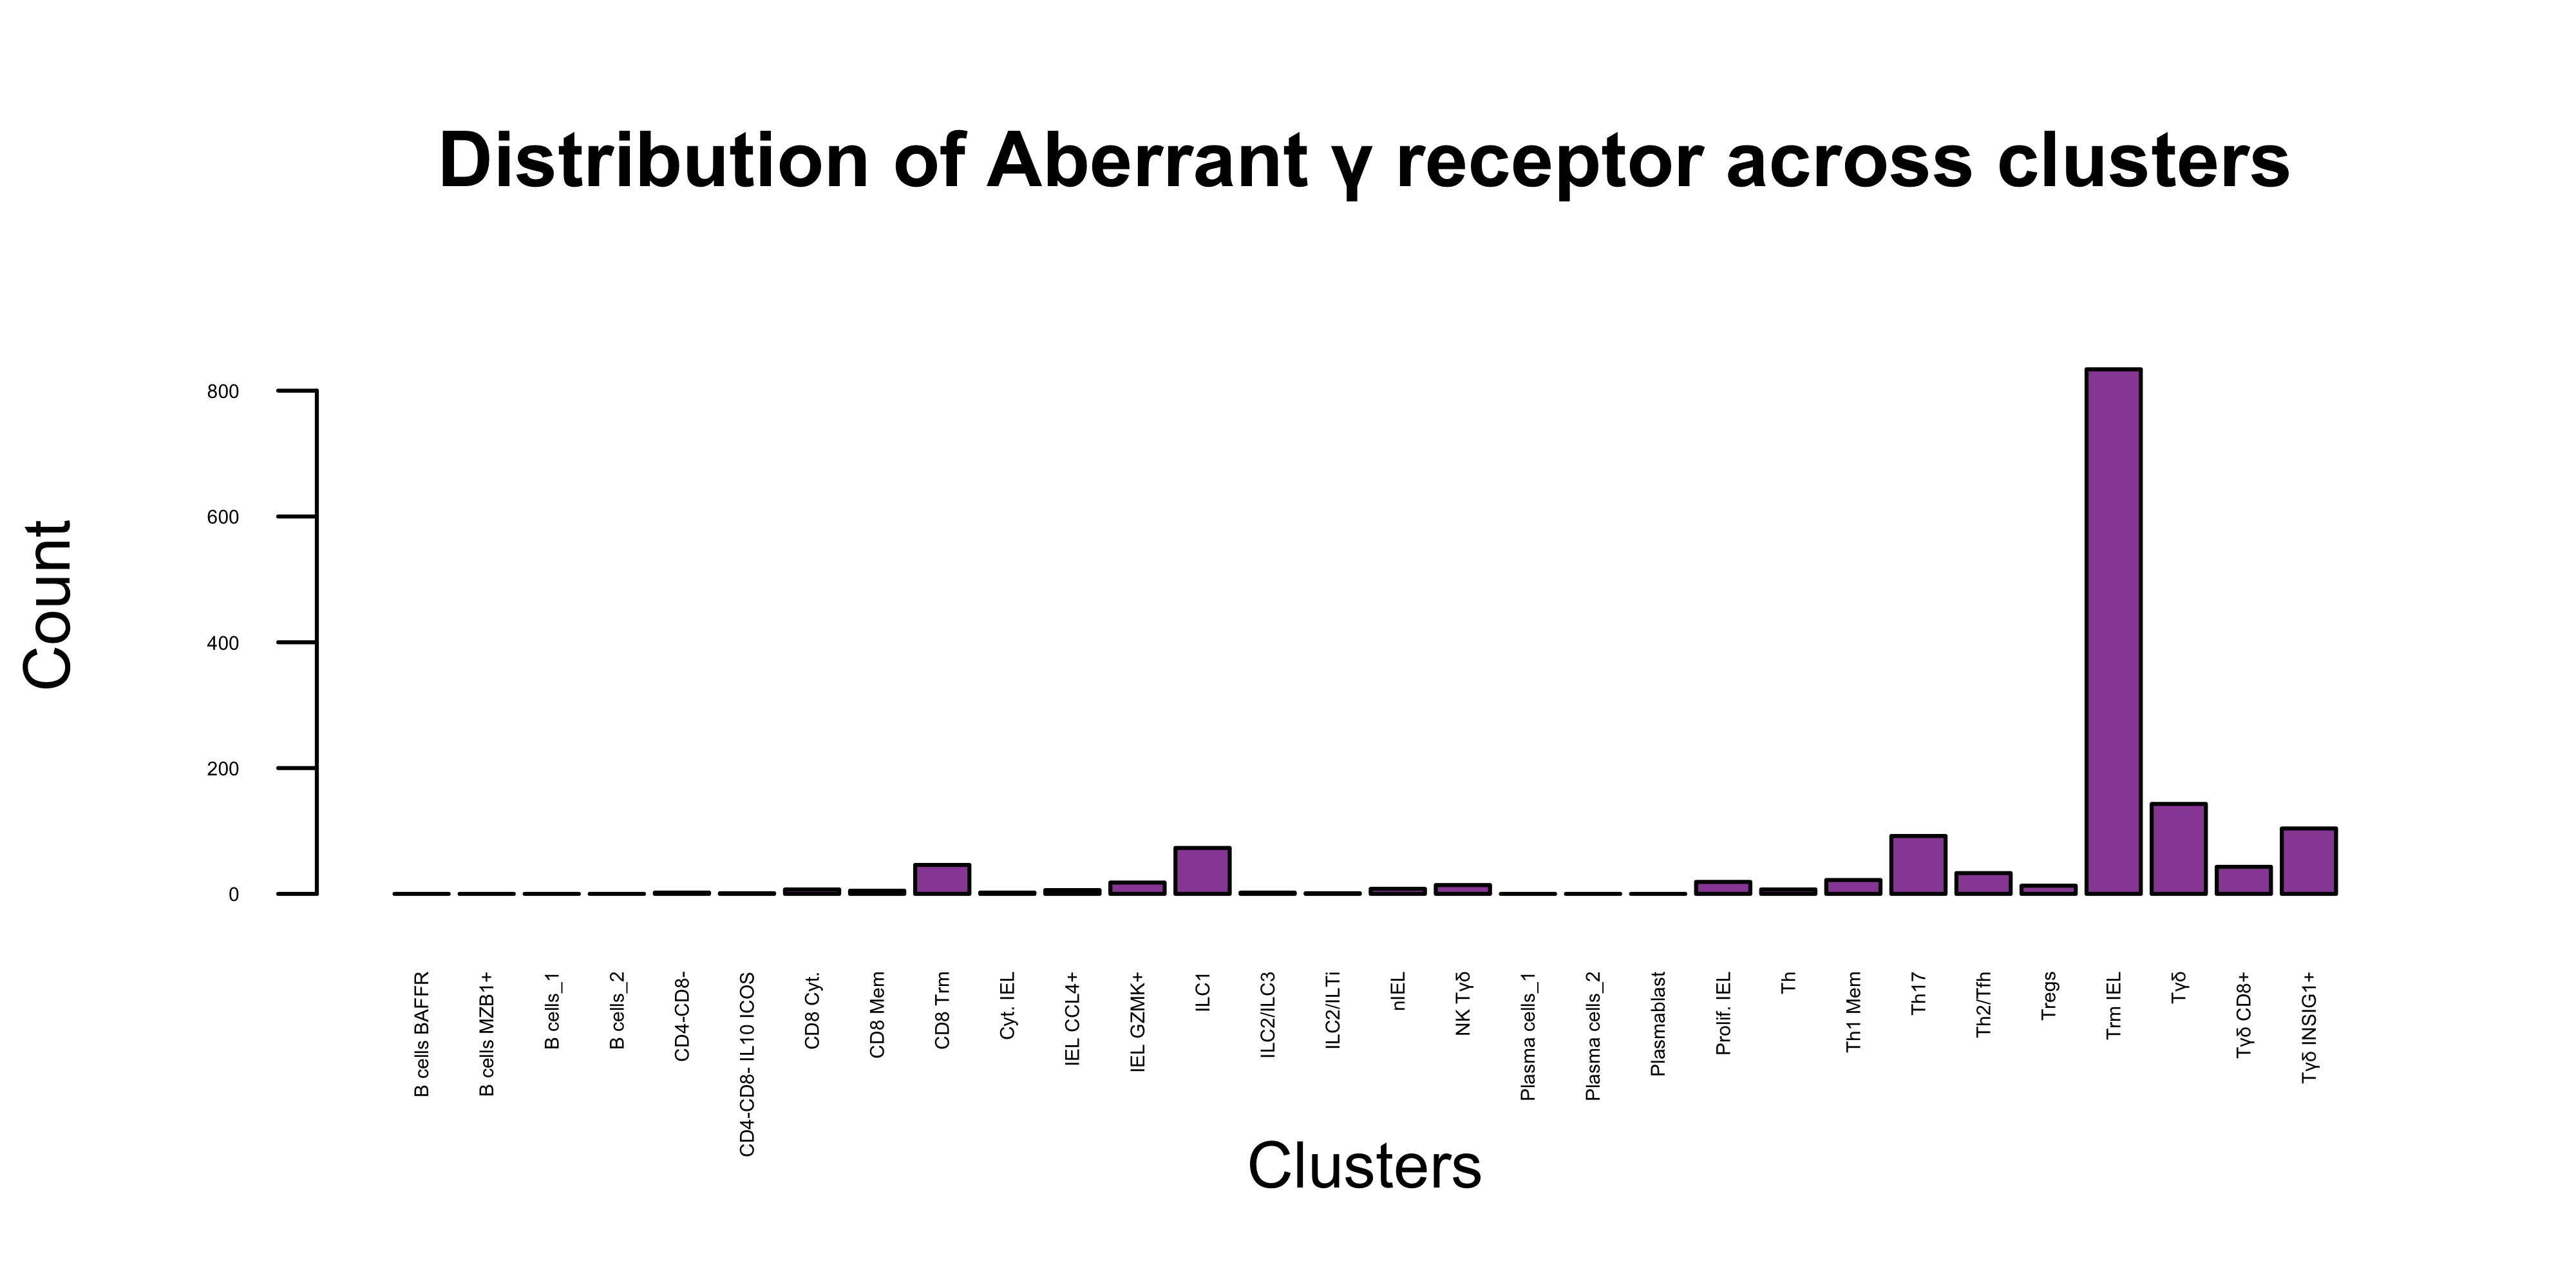 Distribution of Aberrant γ receptor across clusters
Count
800
600
400
200
0
B cells BAFFR
B cells MZB1+
B cells_1
B cells_2
CD4-CD8-
CD4-CD8- IL10 ICOS
CD8 Cyt.
CD8 Mem
CD8 Trm
Cyt. IEL
IEL CCL4+
IEL GZMK+
ILC1
ILC2/ILC3
ILC2/ILTi
nIEL
NK Tγδ
Plasma cells_1
Plasma cells_2
Plasmablast
Prolif. IEL
Th
Th1 Mem
Th17
Th2/Tfh
Tregs
Trm IEL
Tγδ
Tγδ CD8+
Tγδ INSIG1+
Clusters